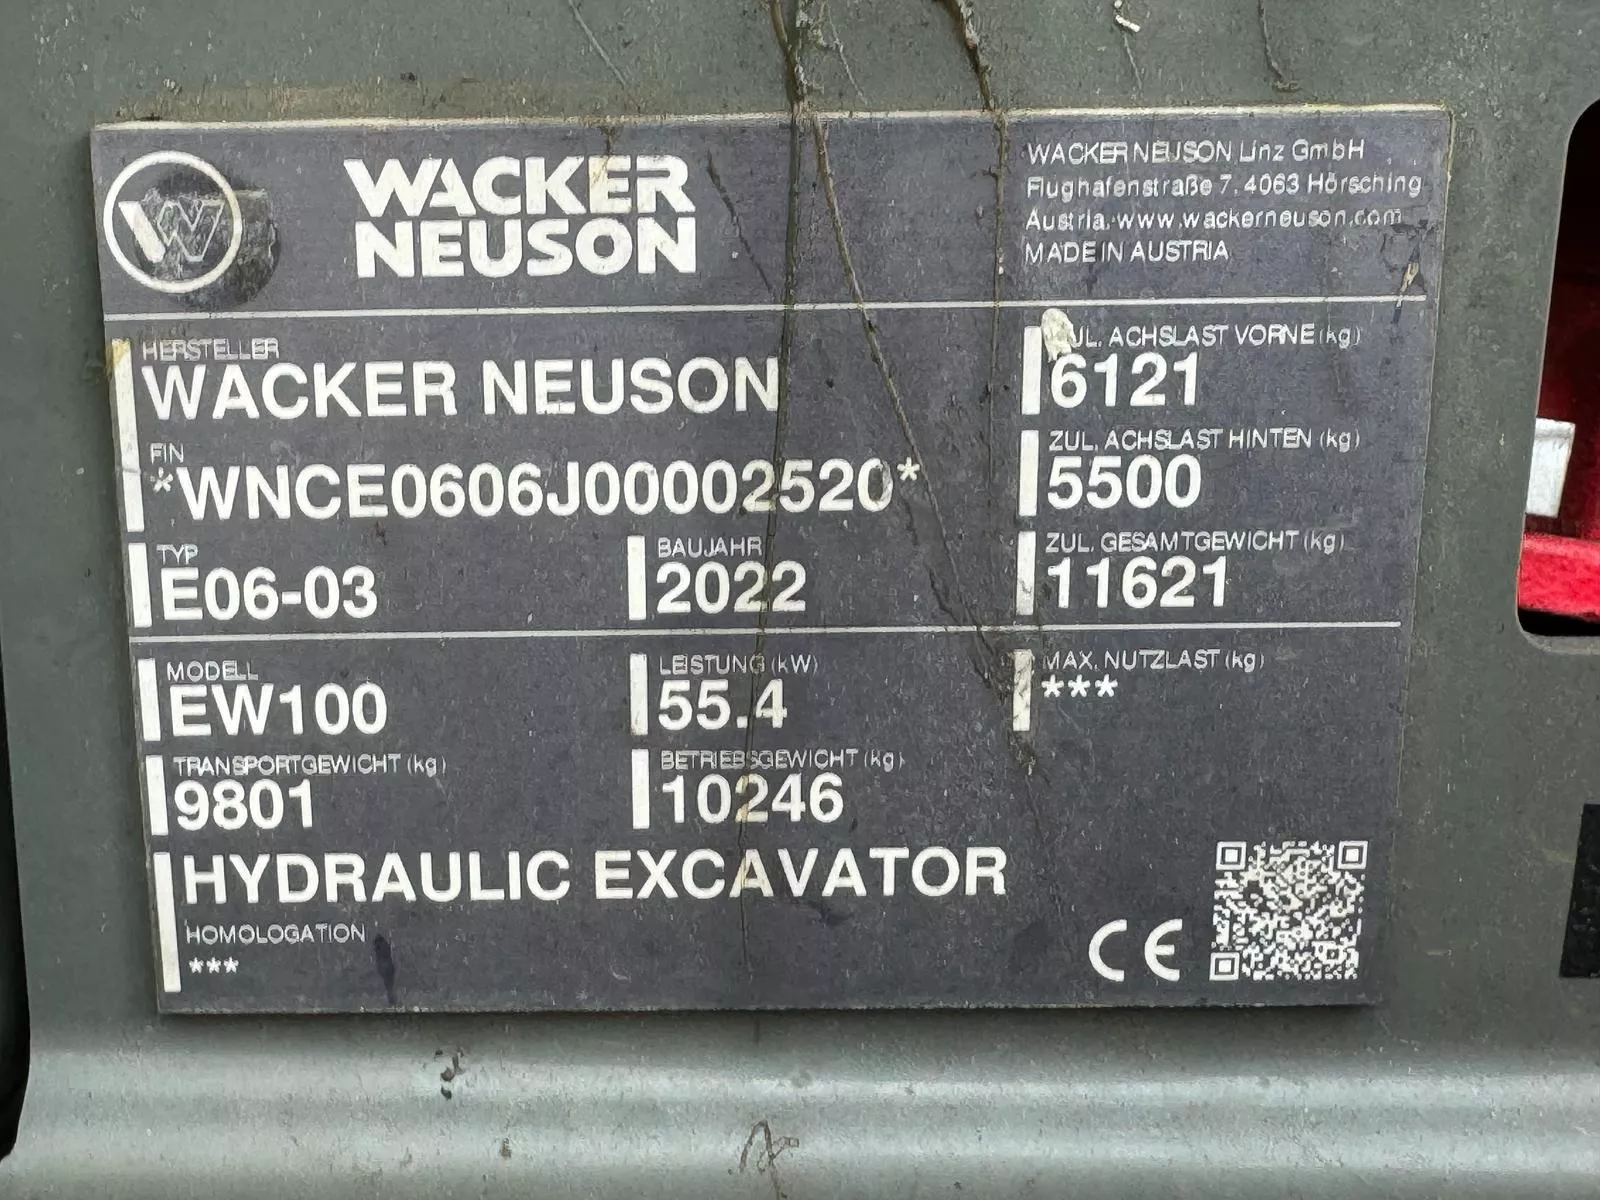 WACKER
NEUSON
WACKER NEUSON Linz GmbH
Flughafenstraße 7, 4063 Hörsching
Austria, www.wackerneuson.com
MADE IN AUSTRIA
HERSTELLER
WACKER NEUSON
FIN
*WNCE0606J00002520*
TYP
E06-03
BAUJAHR
2022
ZUL. ACHSLAST VORNE (kg)
6121
ZUL. ACHSLAST HINTEN (kg)
5500
ZUL. GESAMTGEWICHT (kg)
11621
MODELL
EW100
LEISTUNG (kW)
55.4
MAX. NUTZLAST (kg)
***
TRANSPORTGEWICHT (kg)
9801
BETRIEBSGEWICHT (kg)
10246
HYDRAULIC EXCAVATOR
HOMOLOGATION
***
CE